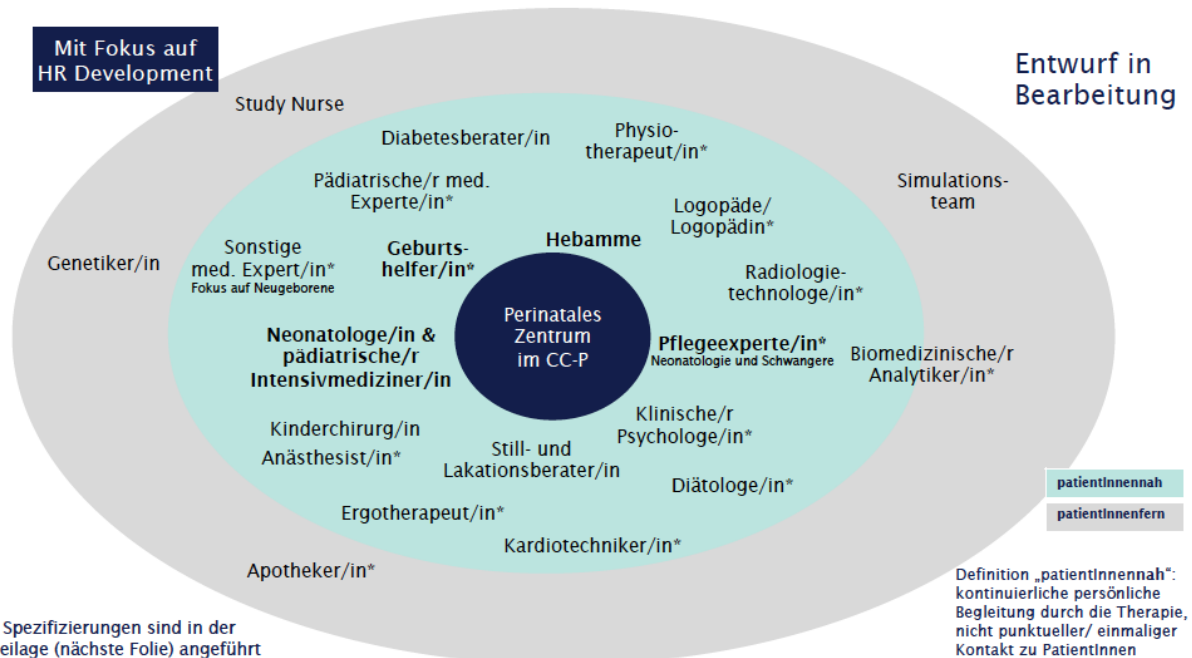 Mit Fokus auf
HR Development
Entwurf in
Bearbeitung
Study Nurse
Diabetesberater/in
Physio-
therapeut/in*
Pädiatrische/r med.
Experte/in*
Simulations-
team
Logopäde/
Logopädin*
Genetiker/in
Sonstige
med. Expert/in*
Fokus auf Neugeborene
Geburts-
helfer/in*
Hebamme
Radiologie-
technologe/in*
Perinatales
Zentrum
im CC-P
Neonatologe/in &
pädiatrische/r
Intensivmediziner/in
Pflegeexperte/in*
Neonatologie und Schwangere
Biomedizinische/r
Analytiker/in*
Kinderchirurg/in
Anästhesist/in*
Still- und
Lakationsberater/in
Klinische/r
Psychologe/in*
Diätologe/in*
Ergotherapeut/in*
Kardiotechniker/in*
Apotheker/in*
patientInnennah
patientInnenfern
Definition „patientInnennah“:
kontinuierliche persönliche
Begleitung durch die Therapie,
nicht punktueller/ einmaliger
Kontakt zu PatientInnen
Spezifizierungen sind in der
eilage (nächste Folie) angeführt